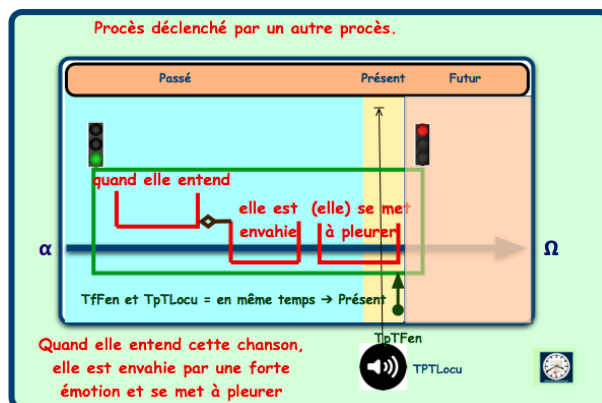 Procès déclenché par un autre procès.
Passé Présent Futur
quand elle entend
elle est (elle) se met
envahie à pleurer
α Ω
TfFen et TpTLocu = en même temps → Présent
TpTFen
Quand elle entend cette chanson,
elle est envahie par une forte
émotion et se met à pleurer
TPTLocu